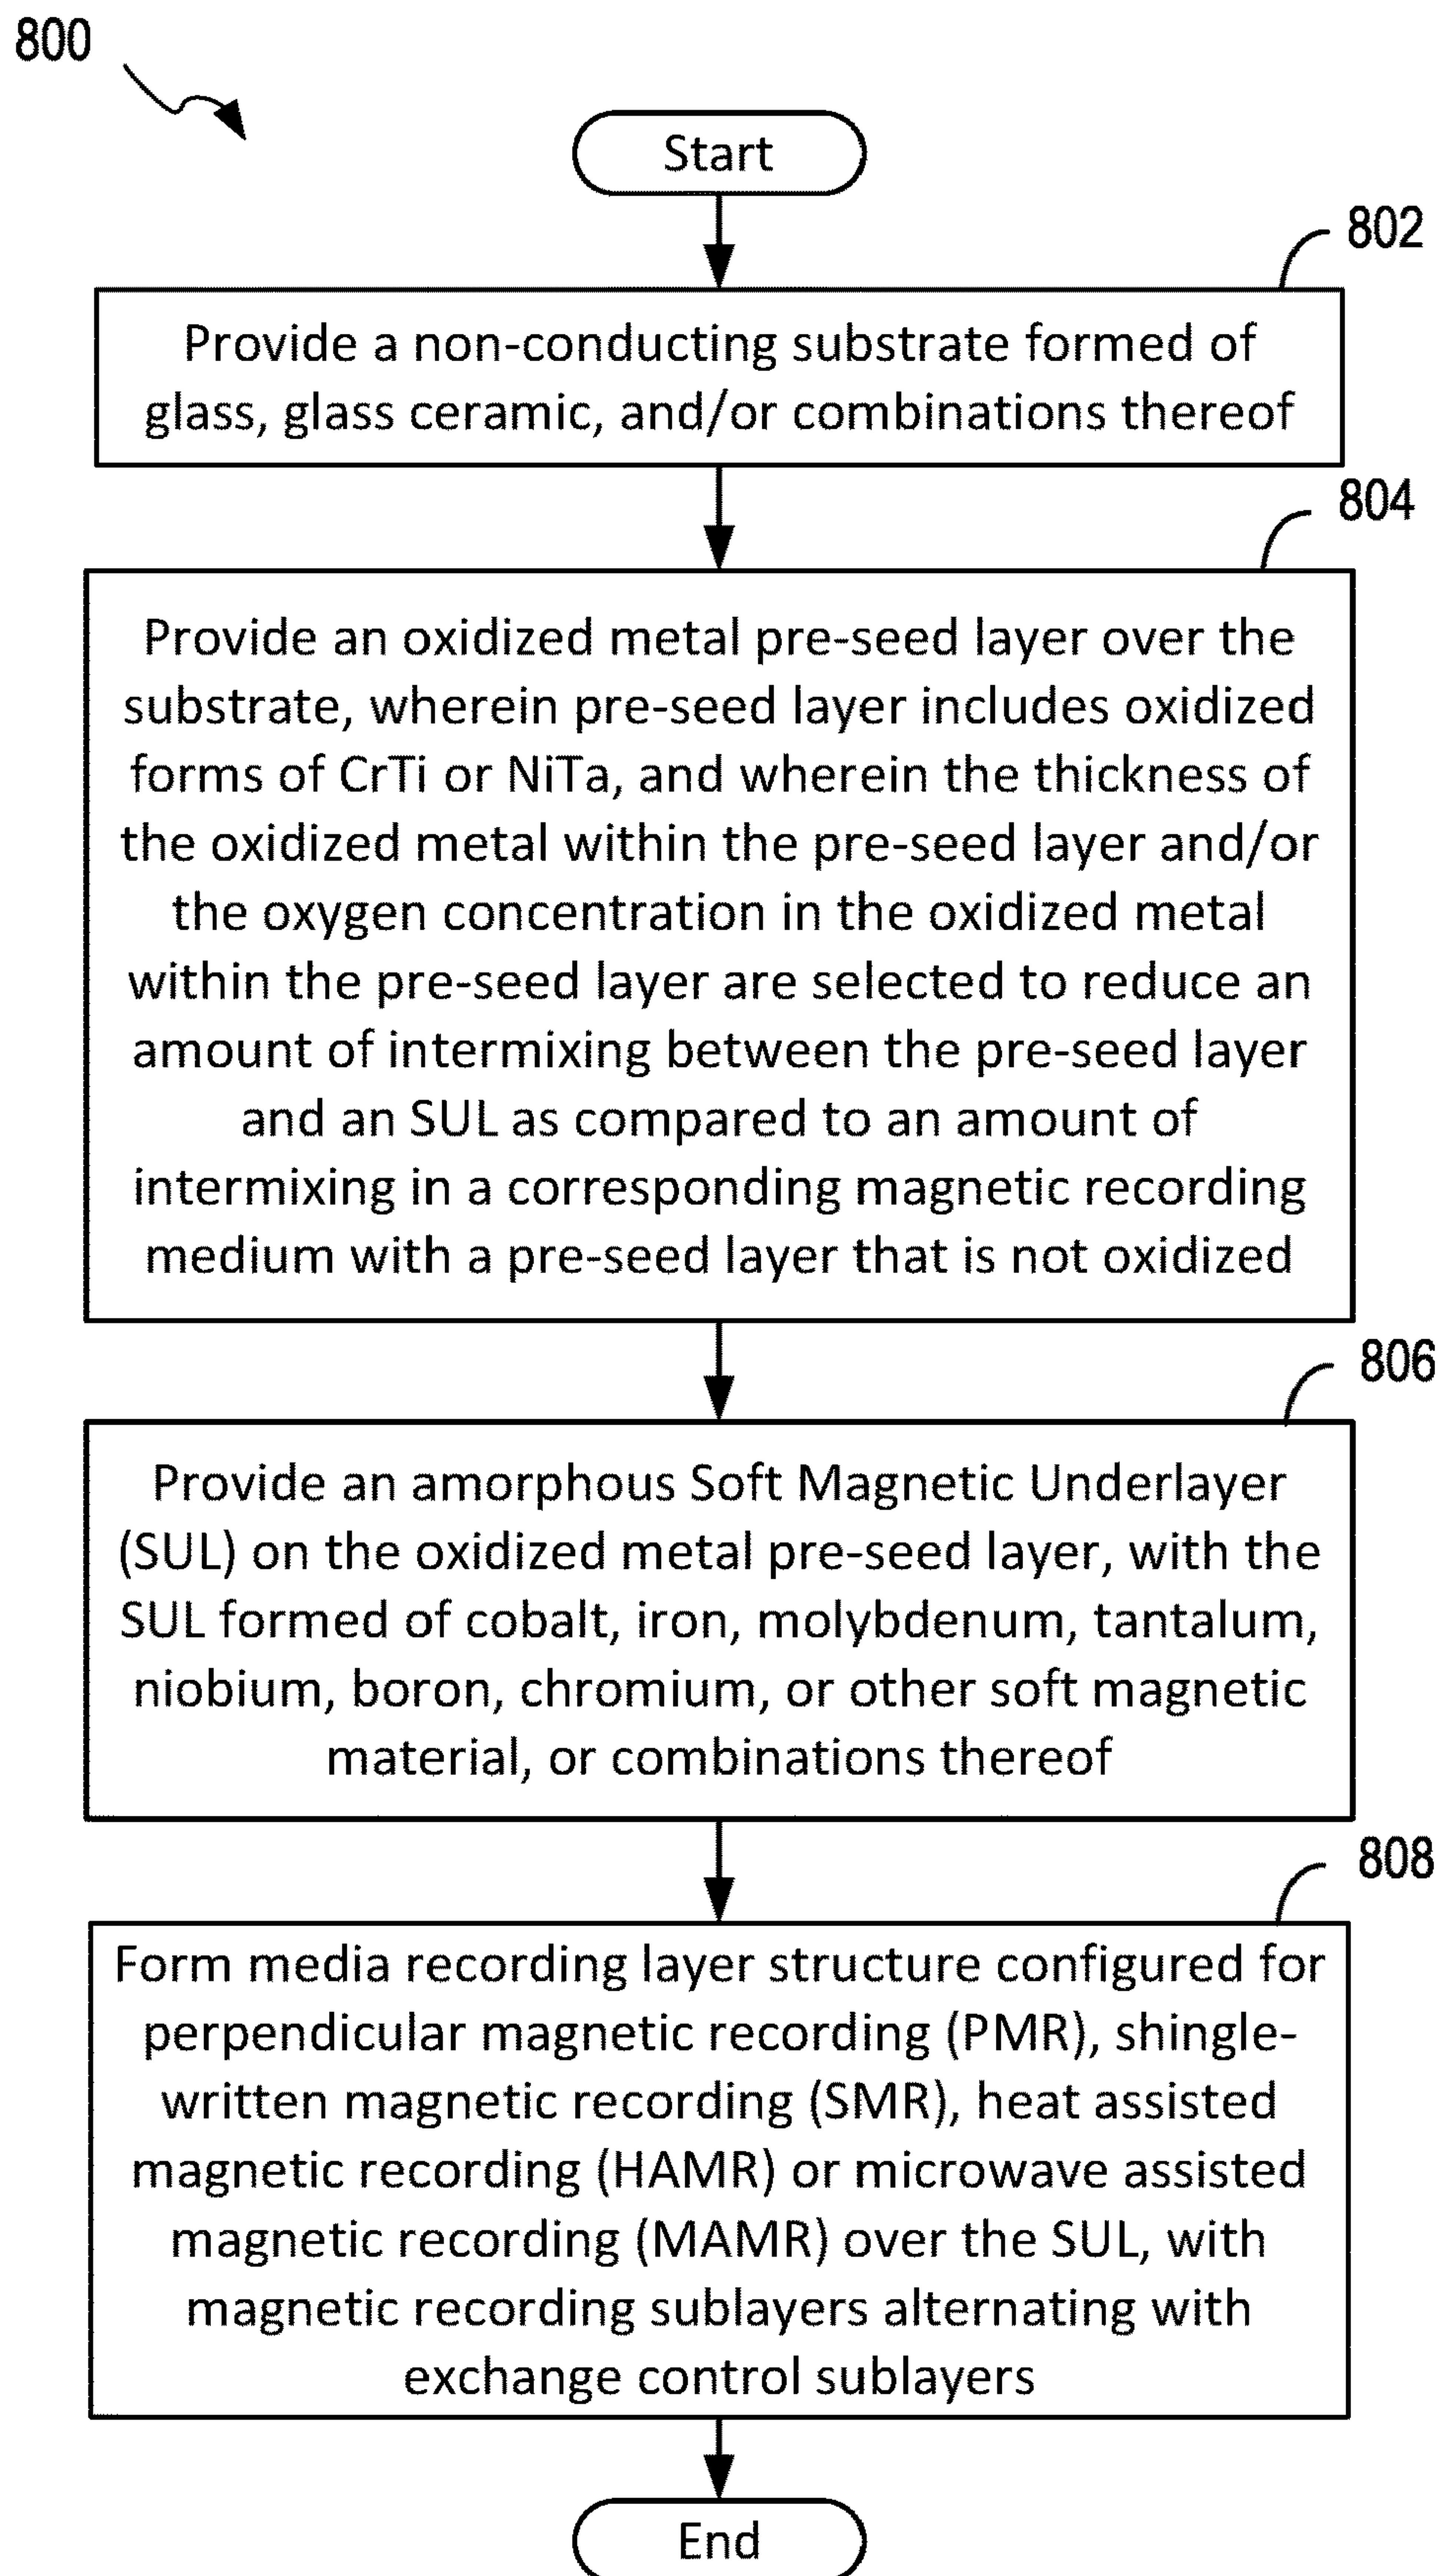 800
Start
802
Provide a non-conducting substrate formed of
glass, glass ceramic, and/or combinations thereof
804
Provide an oxidized metal pre-seed layer over the
substrate, wherein pre-seed layer includes oxidized
forms of CrTi or NiTa, and wherein the thickness of
the oxidized metal within the pre-seed layer and/or
the oxygen concentration in the oxidized metal
within the pre-seed layer are selected to reduce an
amount of intermixing between the pre-seed layer
and an SUL as compared to an amount of
intermixing in a corresponding magnetic recording
medium with a pre-seed layer that is not oxidized
806
Provide an amorphous Soft Magnetic Underlayer
(SUL) on the oxidized metal pre-seed layer, with the
SUL formed of cobalt, iron, molybdenum, tantalum,
niobium, boron, chromium, or other soft magnetic
material, or combinations thereof
808
Form media recording layer structure configured for
perpendicular magnetic recording (PMR), shingle-
written magnetic recording (SMR), heat assisted
magnetic recording (HAMR) or microwave assisted
magnetic recording (MAMR) over the SUL, with
magnetic recording sublayers alternating with
exchange control sublayers
End